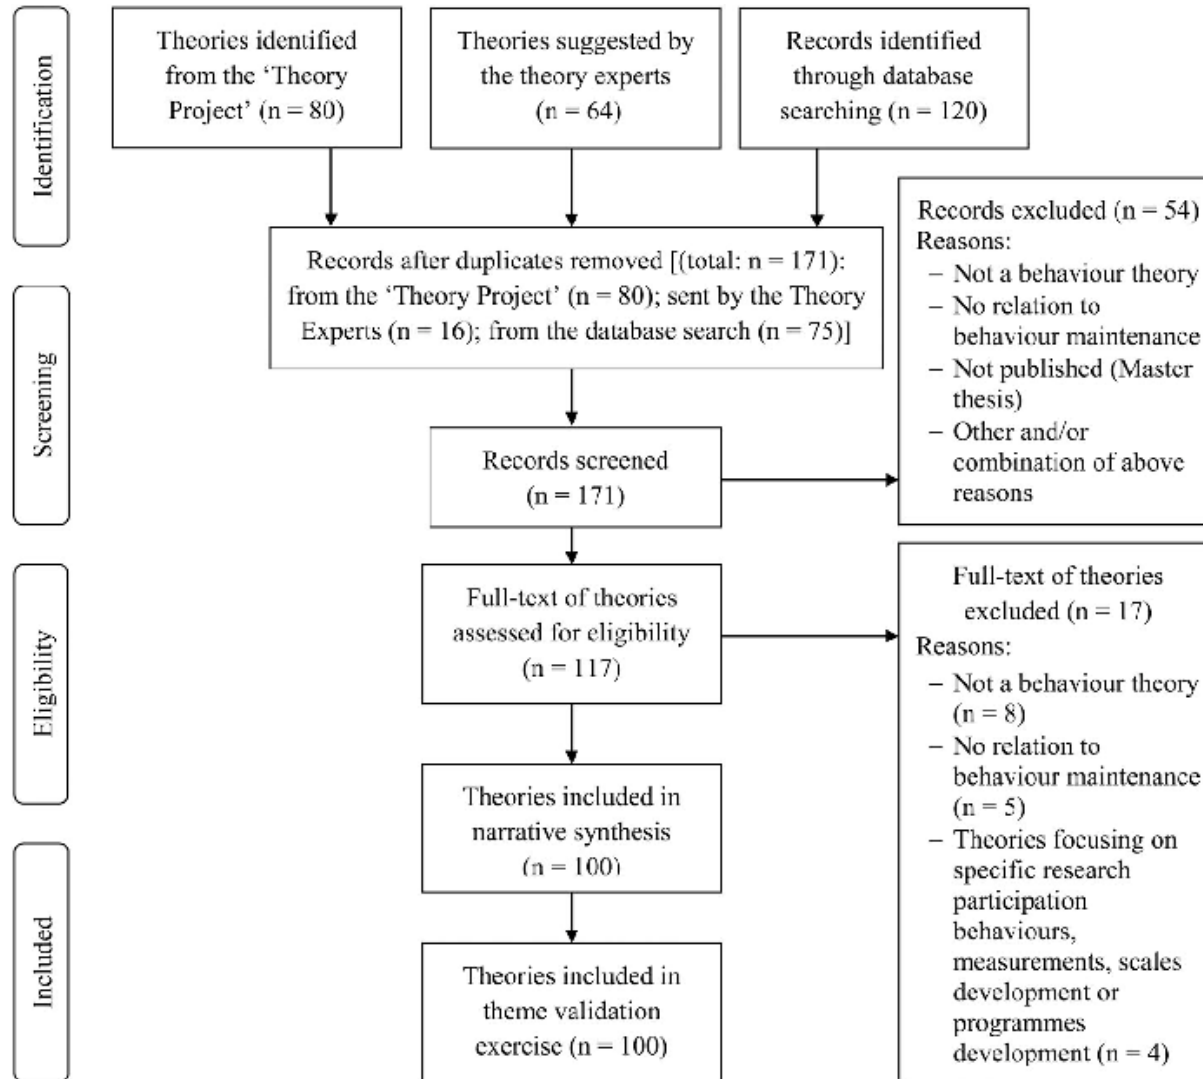 Identification
Theories identified
from the ‘Theory
Project’ (n = 80)
Theories suggested by
the theory experts
(n = 64)
Records identified
through database
searching (n = 120)
Records after duplicates removed [(total: n = 171):
from the ‘Theory Project’ (n = 80); sent by the Theory
Experts (n = 16); from the database search (n = 75)]
Records excluded (n = 54)
Reasons:
– Not a behaviour theory
– No relation to
behaviour maintenance
– Not published (Master
thesis)
– Other and/or
combination of above
reasons
Screening
Records screened
(n = 171)
Eligibility
Full-text of theories
assessed for eligibility
(n = 117)
Full-text of theories
excluded (n = 17)
Reasons:
– Not a behaviour theory
(n = 8)
– No relation to
behaviour maintenance
(n = 5)
– Theories focusing on
specific research
participation
behaviours,
measurements, scales
development or
programmes
development (n = 4)
Theories included in
narrative synthesis
(n = 100)
Included
Theories included in
theme validation
exercise (n = 100)